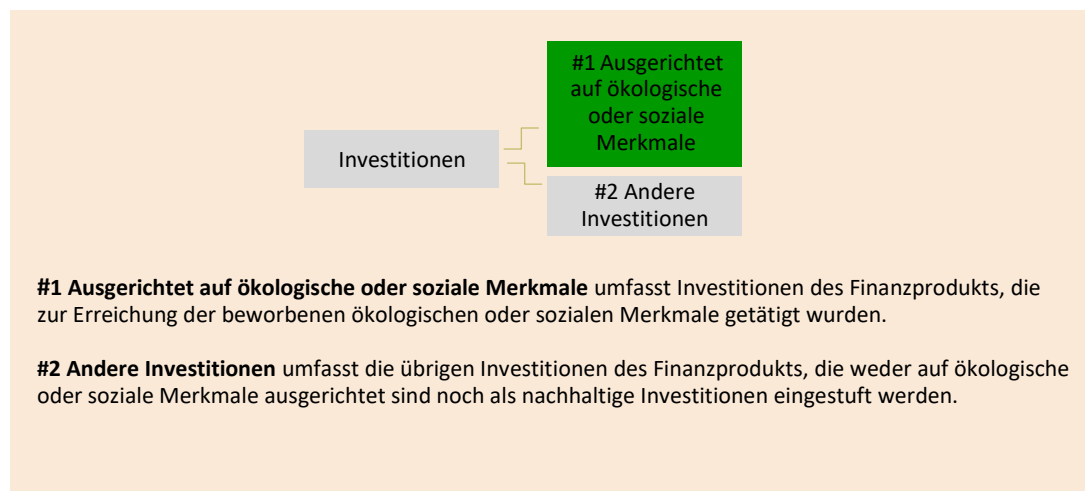 #1 Ausgerichtet
auf ökologische
oder soziale
Merkmale
Investitionen
#2 Andere
Investitionen
#1 Ausgerichtet auf ökologische oder soziale Merkmale umfasst Investitionen des Finanzprodukts, die
zur Erreichung der beworbenen ökologischen oder sozialen Merkmale getätigt wurden.
#2 Andere Investitionen umfasst die übrigen Investitionen des Finanzprodukts, die weder auf ökologische
oder soziale Merkmale ausgerichtet sind noch als nachhaltige Investitionen eingestuft werden.